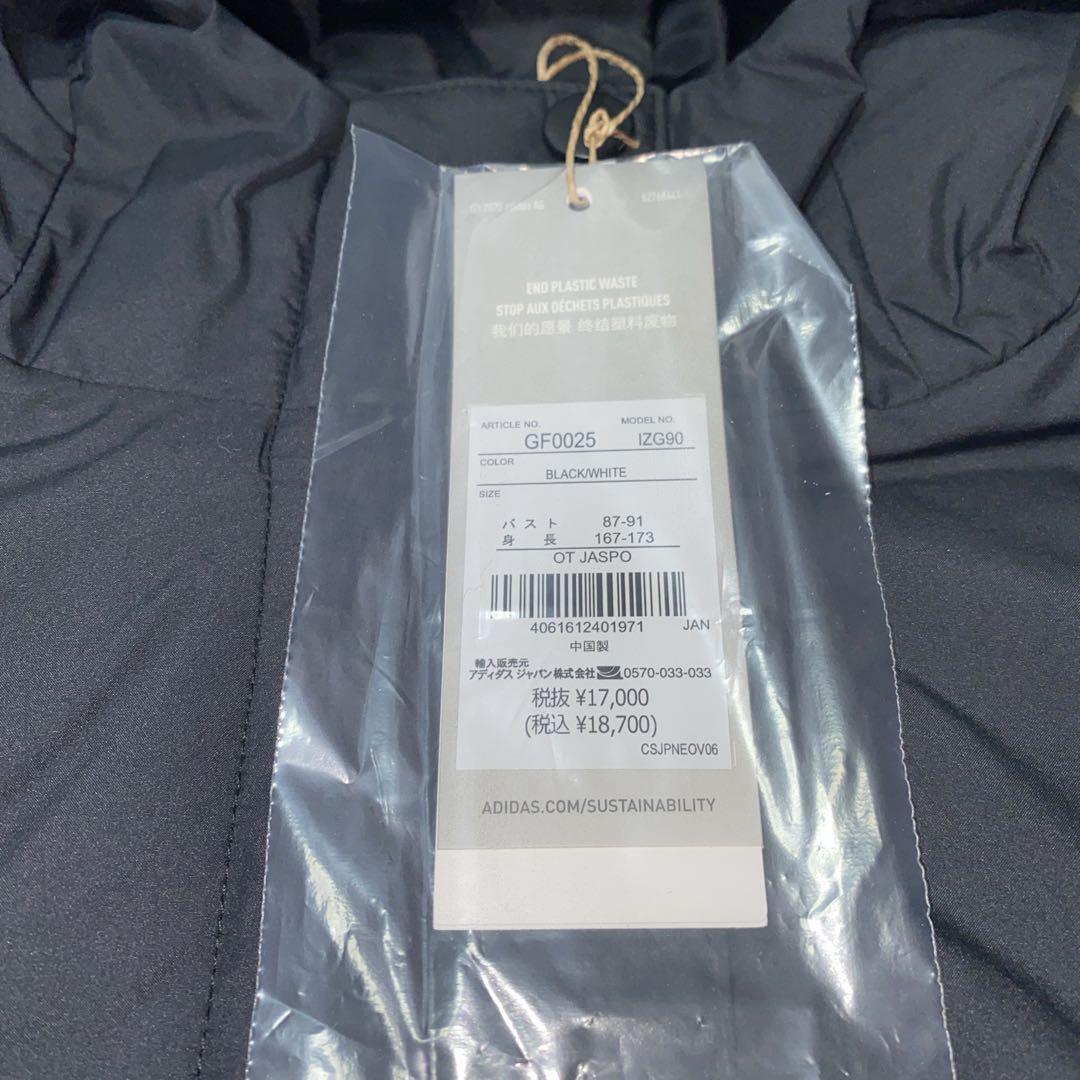 END PLASTIC WASTE
STOP AUX DÉCHETS PLASTIQUES
我们的愿景 终结塑料废物
ARTICLE NO. MODEL NO.
GF0025 IZG90
COLOR
BLACK/WHITE
SIZE
バスト 87-91
身長 167-173
OT JASPO
4061612401971 JAN
中国製
輸入販売元
アディダス ジャパン株式会社 0570-033-033
税抜 ¥17,000
(税込 ¥18,700)
CSJPNEOV06
ADIDAS.COM/SUSTAINABILITY